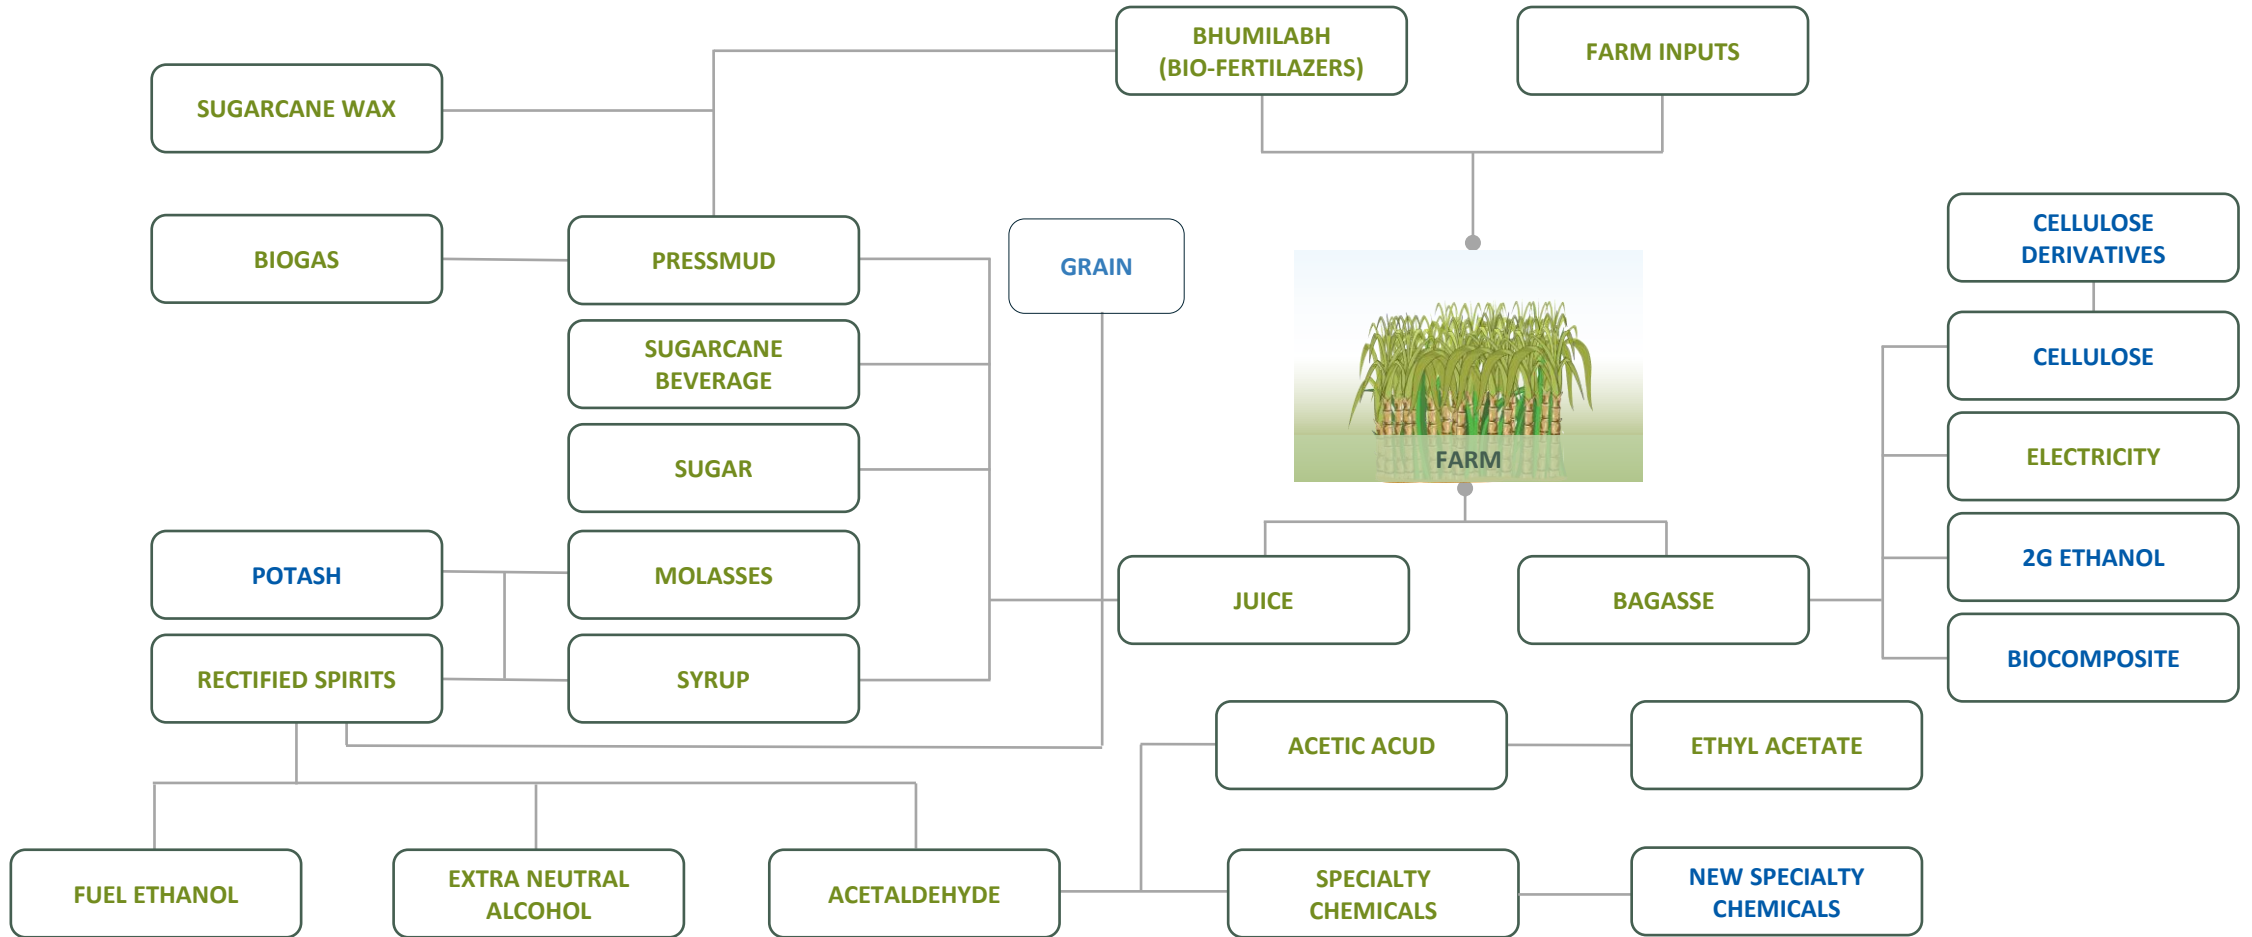 BHUMILABH
(BIO-FERTILAZERS)
FARM INPUTS
SUGARCANE WAX
BIOGAS
PRESSMUD
GRAIN
CELLULOSE
DERIVATIVES
SUGARCANE
BEVERAGE
CELLULOSE
SUGAR
FARM
ELECTRICITY
POTASH
MOLASSES
JUICE
BAGASSE
2G ETHANOL
RECTIFIED SPIRITS
SYRUP
BIOCOMPOSITE
ACETIC ACUD
ETHYL ACETATE
FUEL ETHANOL
EXTRA NEUTRAL
ALCOHOL
ACETALDEHYDE
SPECIALTY
CHEMICALS
NEW SPECIALTY
CHEMICALS